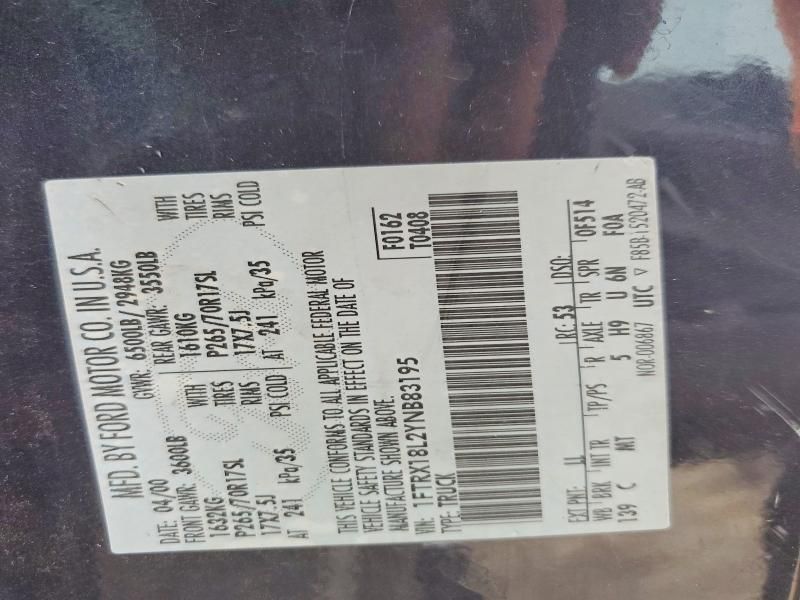 MFD. BY FORD MOTOR CO. IN U.S.A.
DATE: 04/00 GVWR: 6500LB/ 2948KG
FRONT GAWR: 3600LB REAR GAWR: 3550LB
1632KG WITH 1610KG WITH
P265/70R17SL TIRES P265/70R17SL TIRES
17X7.5J RIMS 17X7.5J RIMS
AT 241 kPa/35 PSI COLD AT 241 kPa/35 PSI COLD
THIS VEHICLE CONFORMS TO ALL APPLICABLE FEDERAL MOTOR
VEHICLE SAFETY STANDARDS IN EFFECT ON THE DATE OF
MANUFACTURE SHOWN ABOVE.
VIN: 1FTRX18L2YNB83195 F0162
TYPE: TRUCK T0408
EXT PNT: LL RC: 53 DSO: 0F514
WB BRK INT TR TP/PS R AXLE TR SPR
139 C MT 5 H9 U 6N F0A
NOR-006867 UTC ▽ F85B-1520472-AB